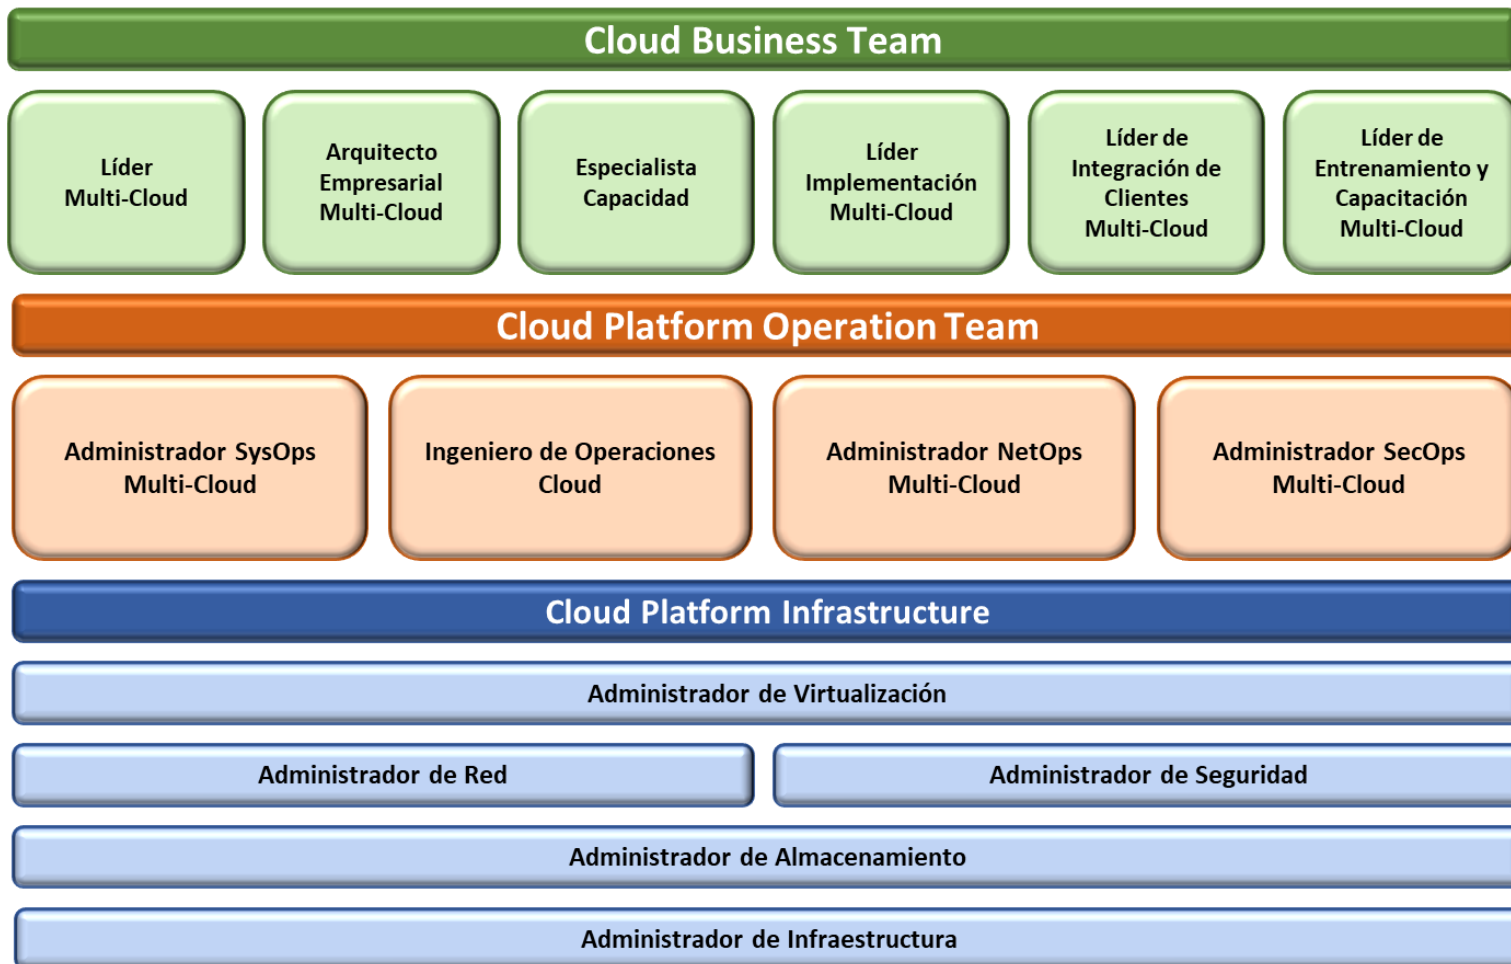 Cloud Business Team
Líder
Multi-Cloud
Arquitecto
Empresarial
Multi-Cloud
Especialista
Capacidad
Líder
Implementación
Multi-Cloud
Líder de
Integración de
Clientes
Multi-Cloud
Líder de
Entrenamiento y
Capacitación
Multi-Cloud
Cloud Platform Operation Team
Administrador SysOps
Multi-Cloud
Ingeniero de Operaciones
Cloud
Administrador NetOps
Multi-Cloud
Administrador SecOps
Multi-Cloud
Cloud Platform Infrastructure
Administrador de Virtualización
Administrador de Red
Administrador de Seguridad
Administrador de Almacenamiento
Administrador de Infraestructura